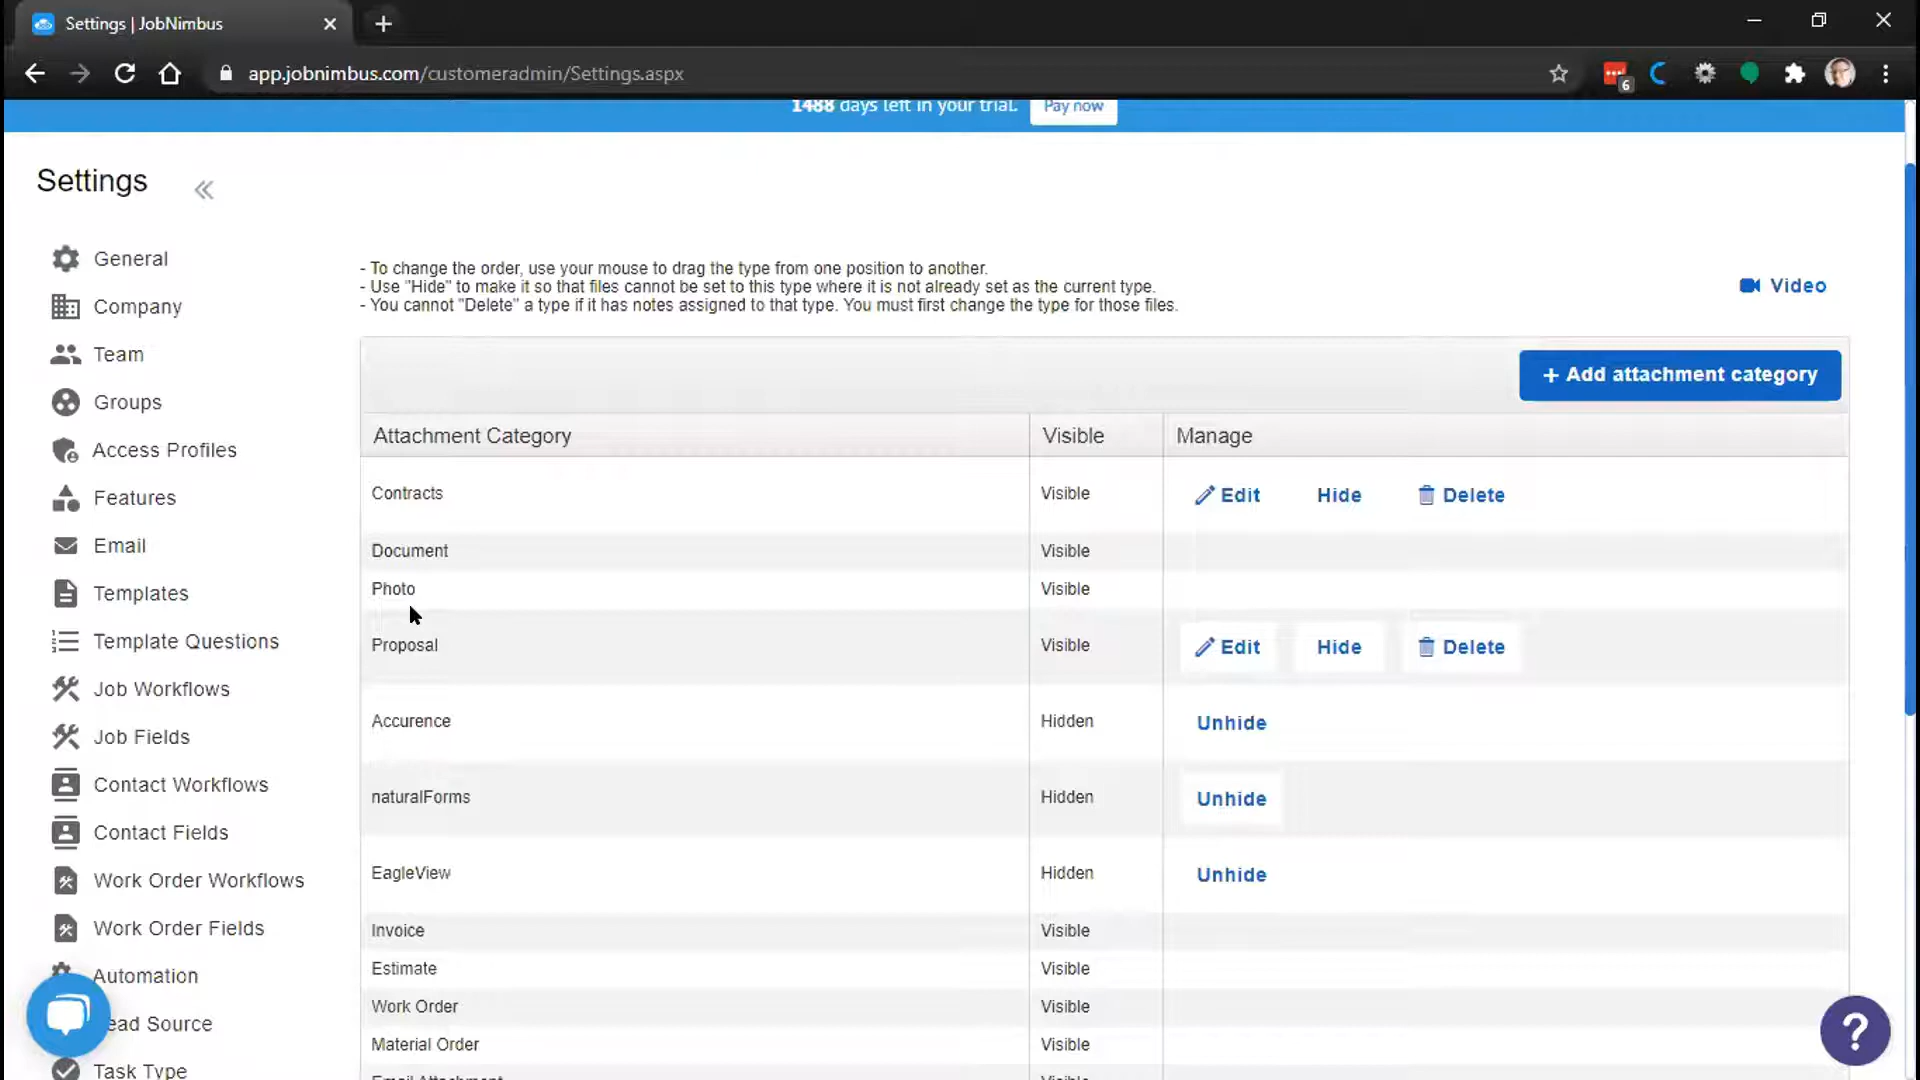 Settings | JobNimbus
app.jobnimbus.com/customeradmin/Settings.aspx
6
1488 days left in your trial.
Pay now
Settings
General
Company
Team
Groups
Access Profiles
Features
Email
Templates
Template Questions
Job Workflows
Job Fields
Contact Workflows
Contact Fields
Work Order Workflows
Work Order Fields
Automation
ead Source
Task Type
- To change the order, use your mouse to drag the type from one position to another.
- Use "Hide" to make it so that files cannot be set to this type where it is not already set as the current type.
- You cannot "Delete" a type if it has notes assigned to that type. You must first change the type for those files.
Video
+ Add attachment category
Attachment Category Visible Manage
Contracts Visible Edit Hide Delete
Document Visible
Photo Visible
Proposal Visible Edit Hide Delete
Accurence Hidden Unhide
naturalForms Hidden Unhide
EagleView Hidden Unhide
Invoice Visible
Estimate Visible
Work Order Visible
Material Order Visible
Email Attachment Visible
?